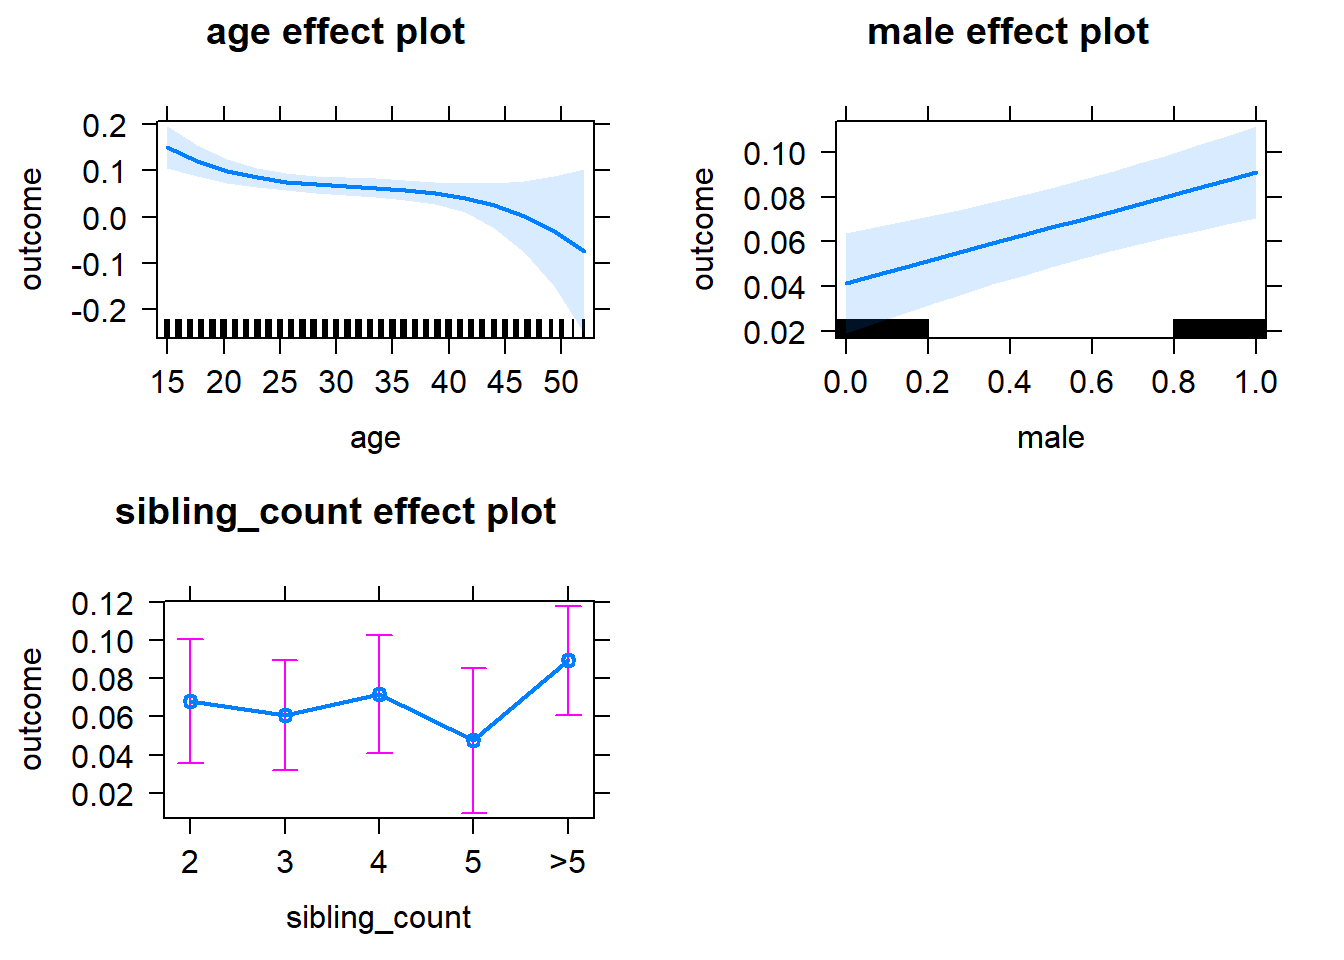 age effect plot
outcome
0.2
0.1
0.0
-0.1
-0.2
15 20 25 30 35 40 45 50
age
male effect plot
outcome
0.10
0.08
0.06
0.04
0.02
0.0 0.2 0.4 0.6 0.8 1.0
male
sibling_count effect plot
outcome
0.12
0.10
0.08
0.06
0.04
0.02
2 3 4 5 >5
sibling_count